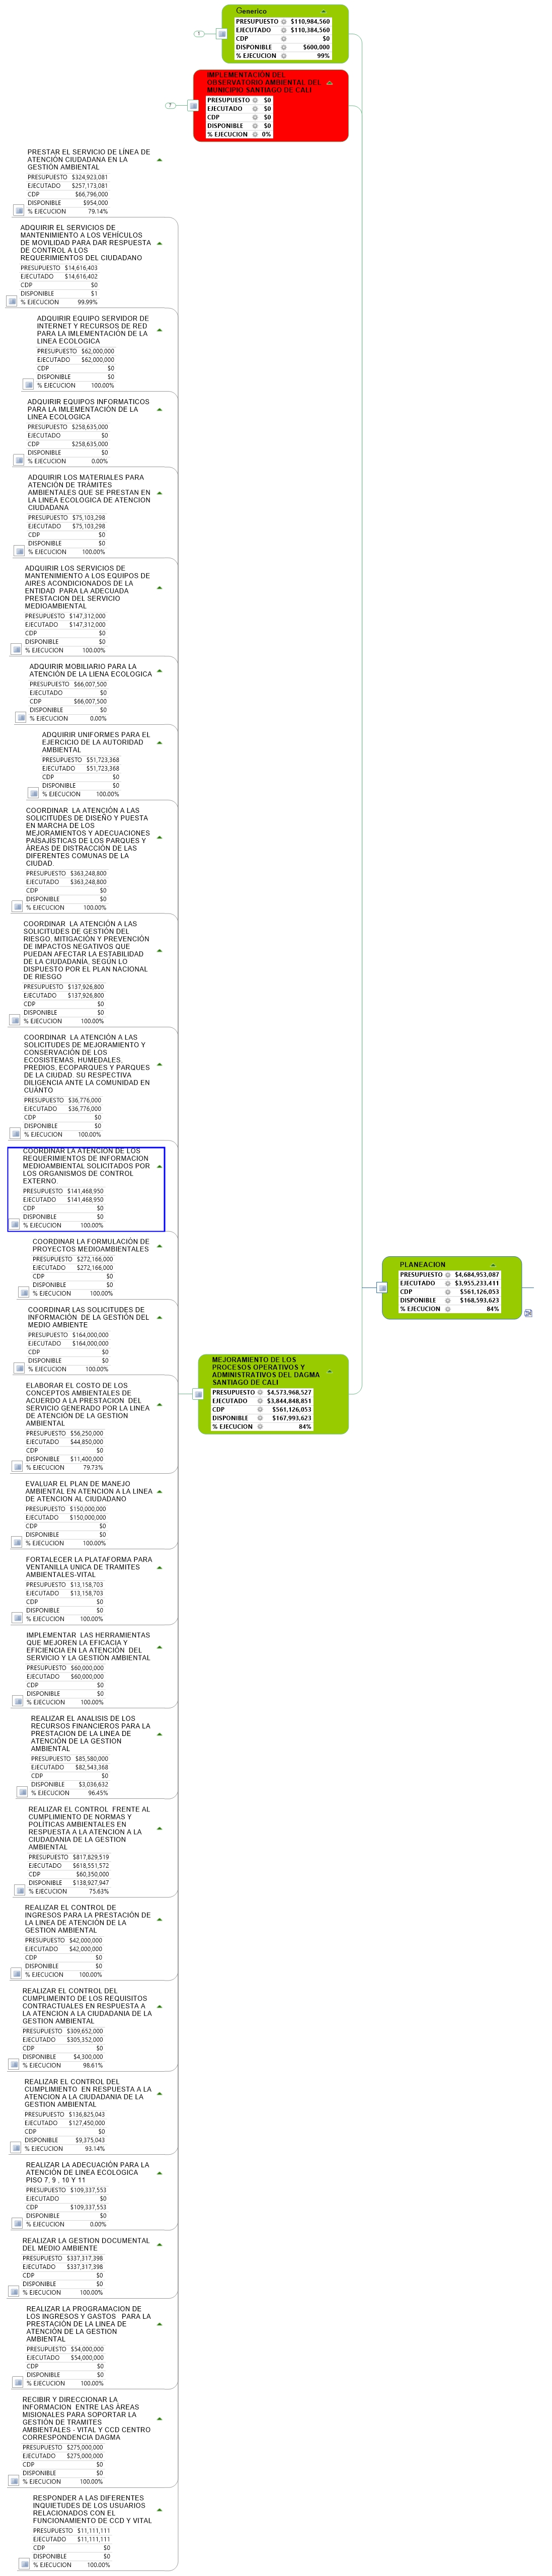 Generico
PRESUPUESTO $110,984,560
EJECUTADO $110,384,560
CDP $0
DISPONIBLE $600,000
% EJECUCION 99%
1
IMPLEMENTACIÓN DEL
OBSERVATORIO AMBIENTAL DEL
MUNICIPIO SANTIAGO DE CALI
PRESUPUESTO $0
EJECUTADO $0
CDP $0
DISPONIBLE $0
% EJECUCION 0%
7
PRESTAR EL SERVICIO DE LÍNEA DE
ATENCIÓN CIUDADANA EN LA
GESTIÓN AMBIENTAL
PRESUPUESTO $324,923,081
EJECUTADO $257,173,081
CDP $66,796,000
DISPONIBLE $954,000
% EJECUCION 79.14%
ADQUIRIR EL SERVICIOS DE
MANTENIMIENTO A LOS VEHÍCULOS
DE MOVILIDAD PARA DAR RESPUESTA
DE CONTROL A LOS
REQUERIMIENTOS DEL CIUDADANO
PRESUPUESTO $14,616,403
EJECUTADO $14,616,402
CDP $0
DISPONIBLE $1
% EJECUCION 99.99%
ADQUIRIR EQUIPO SERVIDOR DE
INTERNET Y RECURSOS DE RED
PARA LA IMLEMENTACIÓN DE LA
LINEA ECOLOGICA
PRESUPUESTO $62,000,000
EJECUTADO $62,000,000
CDP $0
DISPONIBLE $0
% EJECUCION 100.00%
ADQUIRIR EQUIPOS INFORMATICOS
PARA LA IMLEMENTACIÓN DE LA
LINEA ECOLOGICA
PRESUPUESTO $258,635,000
EJECUTADO $0
CDP $258,635,000
DISPONIBLE $0
% EJECUCION 0.00%
ADQUIRIR LOS MATERIALES PARA
ATENCIÓN DE TRÁMITES
AMBIENTALES QUE SE PRESTAN EN
LA LINEA ECOLOGICA DE ATENCION
CIUDADANA
PRESUPUESTO $75,103,298
EJECUTADO $75,103,298
CDP $0
DISPONIBLE $0
% EJECUCION 100.00%
ADQUIRIR LOS SERVICIOS DE
MANTENIMIENTO A LOS EQUIPOS DE
AIRES ACONDICIONADOS DE LA
ENTIDAD PARA LA ADECUADA
PRESTACION DEL SERVICIO
MEDIOAMBIENTAL
PRESUPUESTO $147,312,000
EJECUTADO $147,312,000
CDP $0
DISPONIBLE $0
% EJECUCION 100.00%
ADQUIRIR MOBILIARIO PARA LA
ATENCIÓN DE LA LIENA ECOLOGICA
PRESUPUESTO $66,007,500
EJECUTADO $0
CDP $66,007,500
DISPONIBLE $0
% EJECUCION 0.00%
ADQUIRIR UNIFORMES PARA EL
EJERCICIO DE LA AUTORIDAD
AMBIENTAL
PRESUPUESTO $51,723,368
EJECUTADO $51,723,368
CDP $0
DISPONIBLE $0
% EJECUCION 100.00%
COORDINAR LA ATENCIÓN A LAS
SOLICITUDES DE DISEÑO Y PUESTA
EN MARCHA DE LOS
MEJORAMIENTOS Y ADECUACIONES
PAISAJÍSTICAS DE LOS PARQUES Y
ÁREAS DE DISTRACCIÓN DE LAS
DIFERENTES COMUNAS DE LA
CIUDAD.
PRESUPUESTO $363,248,800
EJECUTADO $363,248,800
CDP $0
DISPONIBLE $0
% EJECUCION 100.00%
COORDINAR LA ATENCIÓN A LAS
SOLICITUDES DE GESTIÓN DEL
RIESGO, MITIGACIÓN Y PREVENCIÓN
DE IMPACTOS NEGATIVOS QUE
PUEDAN AFECTAR LA ESTABILIDAD
DE LA CIUDADANÍA, SEGÚN LO
DISPUESTO POR EL PLAN NACIONAL
DE RIESGO
PRESUPUESTO $137,926,800
EJECUTADO $137,926,800
CDP $0
DISPONIBLE $0
% EJECUCION 100.00%
COORDINAR LA ATENCIÓN A LAS
SOLICITUDES DE MEJORAMIENTO Y
CONSERVACIÓN DE LOS
ECOSISTEMAS, HUMEDALES,
PREDIOS, ECOPARQUES Y PARQUES
DE LA CIUDAD. SU RESPECTIVA
DILIGENCIA ANTE LA COMUNIDAD EN
CUÁNTO
PRESUPUESTO $36,776,000
EJECUTADO $36,776,000
CDP $0
DISPONIBLE $0
% EJECUCION 100.00%
COORDINAR LA ATENCION DE LOS
REQUERIMIENTOS DE INFORMACION
MEDIOAMBIENTAL SOLICITADOS POR
LOS ORGANISMOS DE CONTROL
EXTERNO.
PRESUPUESTO $141,468,950
EJECUTADO $141,468,950
CDP $0
DISPONIBLE $0
% EJECUCION 100.00%
COORDINAR LA FORMULACIÓN DE
PROYECTOS MEDIOAMBIENTALES
PRESUPUESTO $272,166,000
EJECUTADO $272,166,000
CDP $0
DISPONIBLE $0
% EJECUCION 100.00%
PLANEACION
PRESUPUESTO $4,684,953,087
EJECUTADO $3,955,233,411
CDP $561,126,053
DISPONIBLE $168,593,623
% EJECUCION 84%
COORDINAR LAS SOLICITUDES DE
INFORMACIÓN DE LA GESTIÓN DEL
MEDIO AMBIENTE
PRESUPUESTO $164,000,000
EJECUTADO $164,000,000
CDP $0
DISPONIBLE $0
% EJECUCION 100.00%
MEJORAMIENTO DE LOS
PROCESOS OPERATIVOS Y
ADMINISTRATIVOS DEL DAGMA
SANTIAGO DE CALI
PRESUPUESTO $4,573,968,527
EJECUTADO $3,844,848,851
CDP $561,126,053
DISPONIBLE $167,993,623
% EJECUCION 84%
ELABORAR EL COSTO DE LOS
CONCEPTOS AMBIENTALES DE
ACUERDO A LA PRESTACION DEL
SERVICIO GENERADO POR LA LINEA
DE ATENCIÓN DE LA GESTION
AMBIENTAL
PRESUPUESTO $56,250,000
EJECUTADO $44,850,000
CDP $0
DISPONIBLE $11,400,000
% EJECUCION 79.73%
EVALUAR EL PLAN DE MANEJO
AMBIENTAL EN ATENCION A LA LINEA
DE ATENCION AL CIUDADANO
PRESUPUESTO $150,000,000
EJECUTADO $150,000,000
CDP $0
DISPONIBLE $0
% EJECUCION 100.00%
FORTALECER LA PLATAFORMA PARA
VENTANILLA UNICA DE TRAMITES
AMBIENTALES-VITAL
PRESUPUESTO $13,158,703
EJECUTADO $13,158,703
CDP $0
DISPONIBLE $0
% EJECUCION 100.00%
IMPLEMENTAR LAS HERRAMIENTAS
QUE MEJOREN LA EFICACIA Y
EFICIENCIA EN LA ATENCIÓN DEL
SERVICIO Y LA GESTIÓN AMBIENTAL
PRESUPUESTO $60,000,000
EJECUTADO $60,000,000
CDP $0
DISPONIBLE $0
% EJECUCION 100.00%
REALIZAR EL ANALISIS DE LOS
RECURSOS FINANCIEROS PARA LA
PRESTACION DE LA LINEA DE
ATENCIÓN DE LA GESTION
AMBIENTAL
PRESUPUESTO $85,580,000
EJECUTADO $82,543,368
CDP $0
DISPONIBLE $3,036,632
% EJECUCION 96.45%
REALIZAR EL CONTROL FRENTE AL
CUMPLIMIENTO DE NORMAS Y
POLÍTICAS AMBIENTALES EN
RESPUESTA A LA ATENCION A LA
CIUDADANIA DE LA GESTION
AMBIENTAL
PRESUPUESTO $817,829,519
EJECUTADO $618,551,572
CDP $60,350,000
DISPONIBLE $138,927,947
% EJECUCION 75.63%
REALIZAR EL CONTROL DE
INGRESOS PARA LA PRESTACIÓN DE
LA LINEA DE ATENCIÓN DE LA
GESTION AMBIENTAL
PRESUPUESTO $42,000,000
EJECUTADO $42,000,000
CDP $0
DISPONIBLE $0
% EJECUCION 100.00%
REALIZAR EL CONTROL DEL
CUMPLIMEINTO DE LOS REQUISITOS
CONTRACTUALES EN RESPUESTA A
LA ATENCION A LA CIUDADANIA DE LA
GESTION AMBIENTAL
PRESUPUESTO $309,652,000
EJECUTADO $305,352,000
CDP $0
DISPONIBLE $4,300,000
% EJECUCION 98.61%
REALIZAR EL CONTROL DEL
CUMPLIMIENTO EN RESPUESTA A LA
ATENCION A LA CIUDADANIA DE LA
GESTION AMBIENTAL
PRESUPUESTO $136,825,043
EJECUTADO $127,450,000
CDP $0
DISPONIBLE $9,375,043
% EJECUCION 93.14%
REALIZAR LA ADECUACIÓN PARA LA
ATENCIÓN DE LINEA ECOLOGICA
PISO 7, 9 , 10 Y 11
PRESUPUESTO $109,337,553
EJECUTADO $0
CDP $109,337,553
DISPONIBLE $0
% EJECUCION 0.00%
REALIZAR LA GESTION DOCUMENTAL
DEL MEDIO AMBIENTE
PRESUPUESTO $337,317,398
EJECUTADO $337,317,398
CDP $0
DISPONIBLE $0
% EJECUCION 100.00%
REALIZAR LA PROGRAMACION DE
LOS INGRESOS Y GASTOS PARA LA
PRESTACIÓN DE LA LINEA DE
ATENCIÓN DE LA GESTION
AMBIENTAL
PRESUPUESTO $54,000,000
EJECUTADO $54,000,000
CDP $0
DISPONIBLE $0
% EJECUCION 100.00%
RECIBIR Y DIRECCIONAR LA
INFORMACION ENTRE LAS ÁREAS
MISIONALES PARA SOPORTAR LA
GESTIÓN DE TRAMITES
AMBIENTALES - VITAL Y CCD CENTRO
CORRESPONDENCIA DAGMA
PRESUPUESTO $275,000,000
EJECUTADO $275,000,000
CDP $0
DISPONIBLE $0
% EJECUCION 100.00%
RESPONDER A LAS DIFERENTES
INQUIETUDES DE LOS USUARIOS
RELACIONADOS CON EL
FUNCIONAMIENTO DE CCD Y VITAL
PRESUPUESTO $11,111,111
EJECUTADO $11,111,111
CDP $0
DISPONIBLE $0
% EJECUCION 100.00%